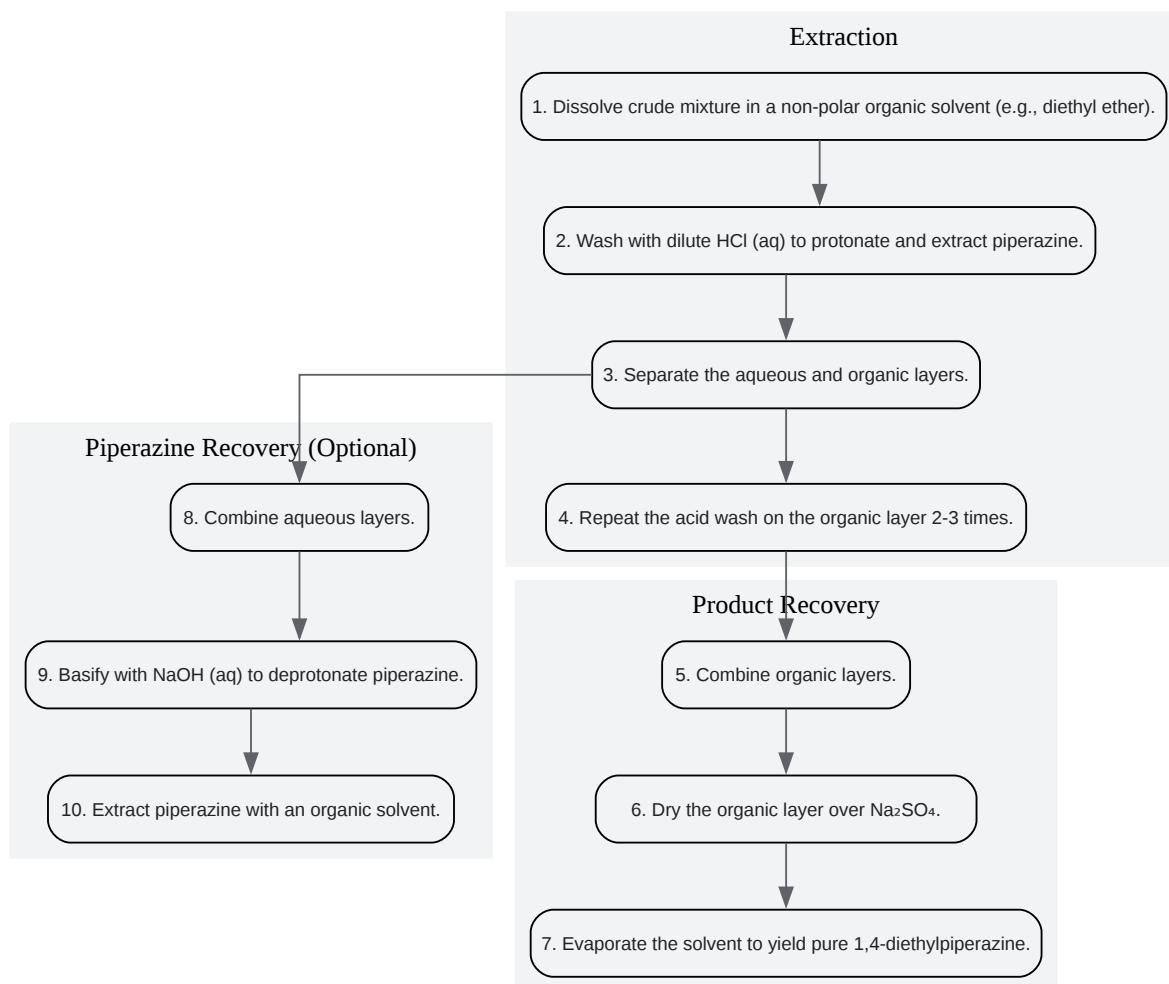 Extraction
1. Dissolve crude mixture in a non-polar organic solvent (e.g., diethyl ether).
2. Wash with dilute HCl (aq) to protonate and extract piperazine.
3. Separate the aqueous and organic layers.
4. Repeat the acid wash on the organic layer 2-3 times.
Product Recovery
5. Combine organic layers.
6. Dry the organic layer over Na₂SO₄.
7. Evaporate the solvent to yield pure 1,4-diethylpiperazine.
Piperazine Recovery (Optional)
8. Combine aqueous layers.
9. Basify with NaOH (aq) to deprotonate piperazine.
10. Extract piperazine with an organic solvent.